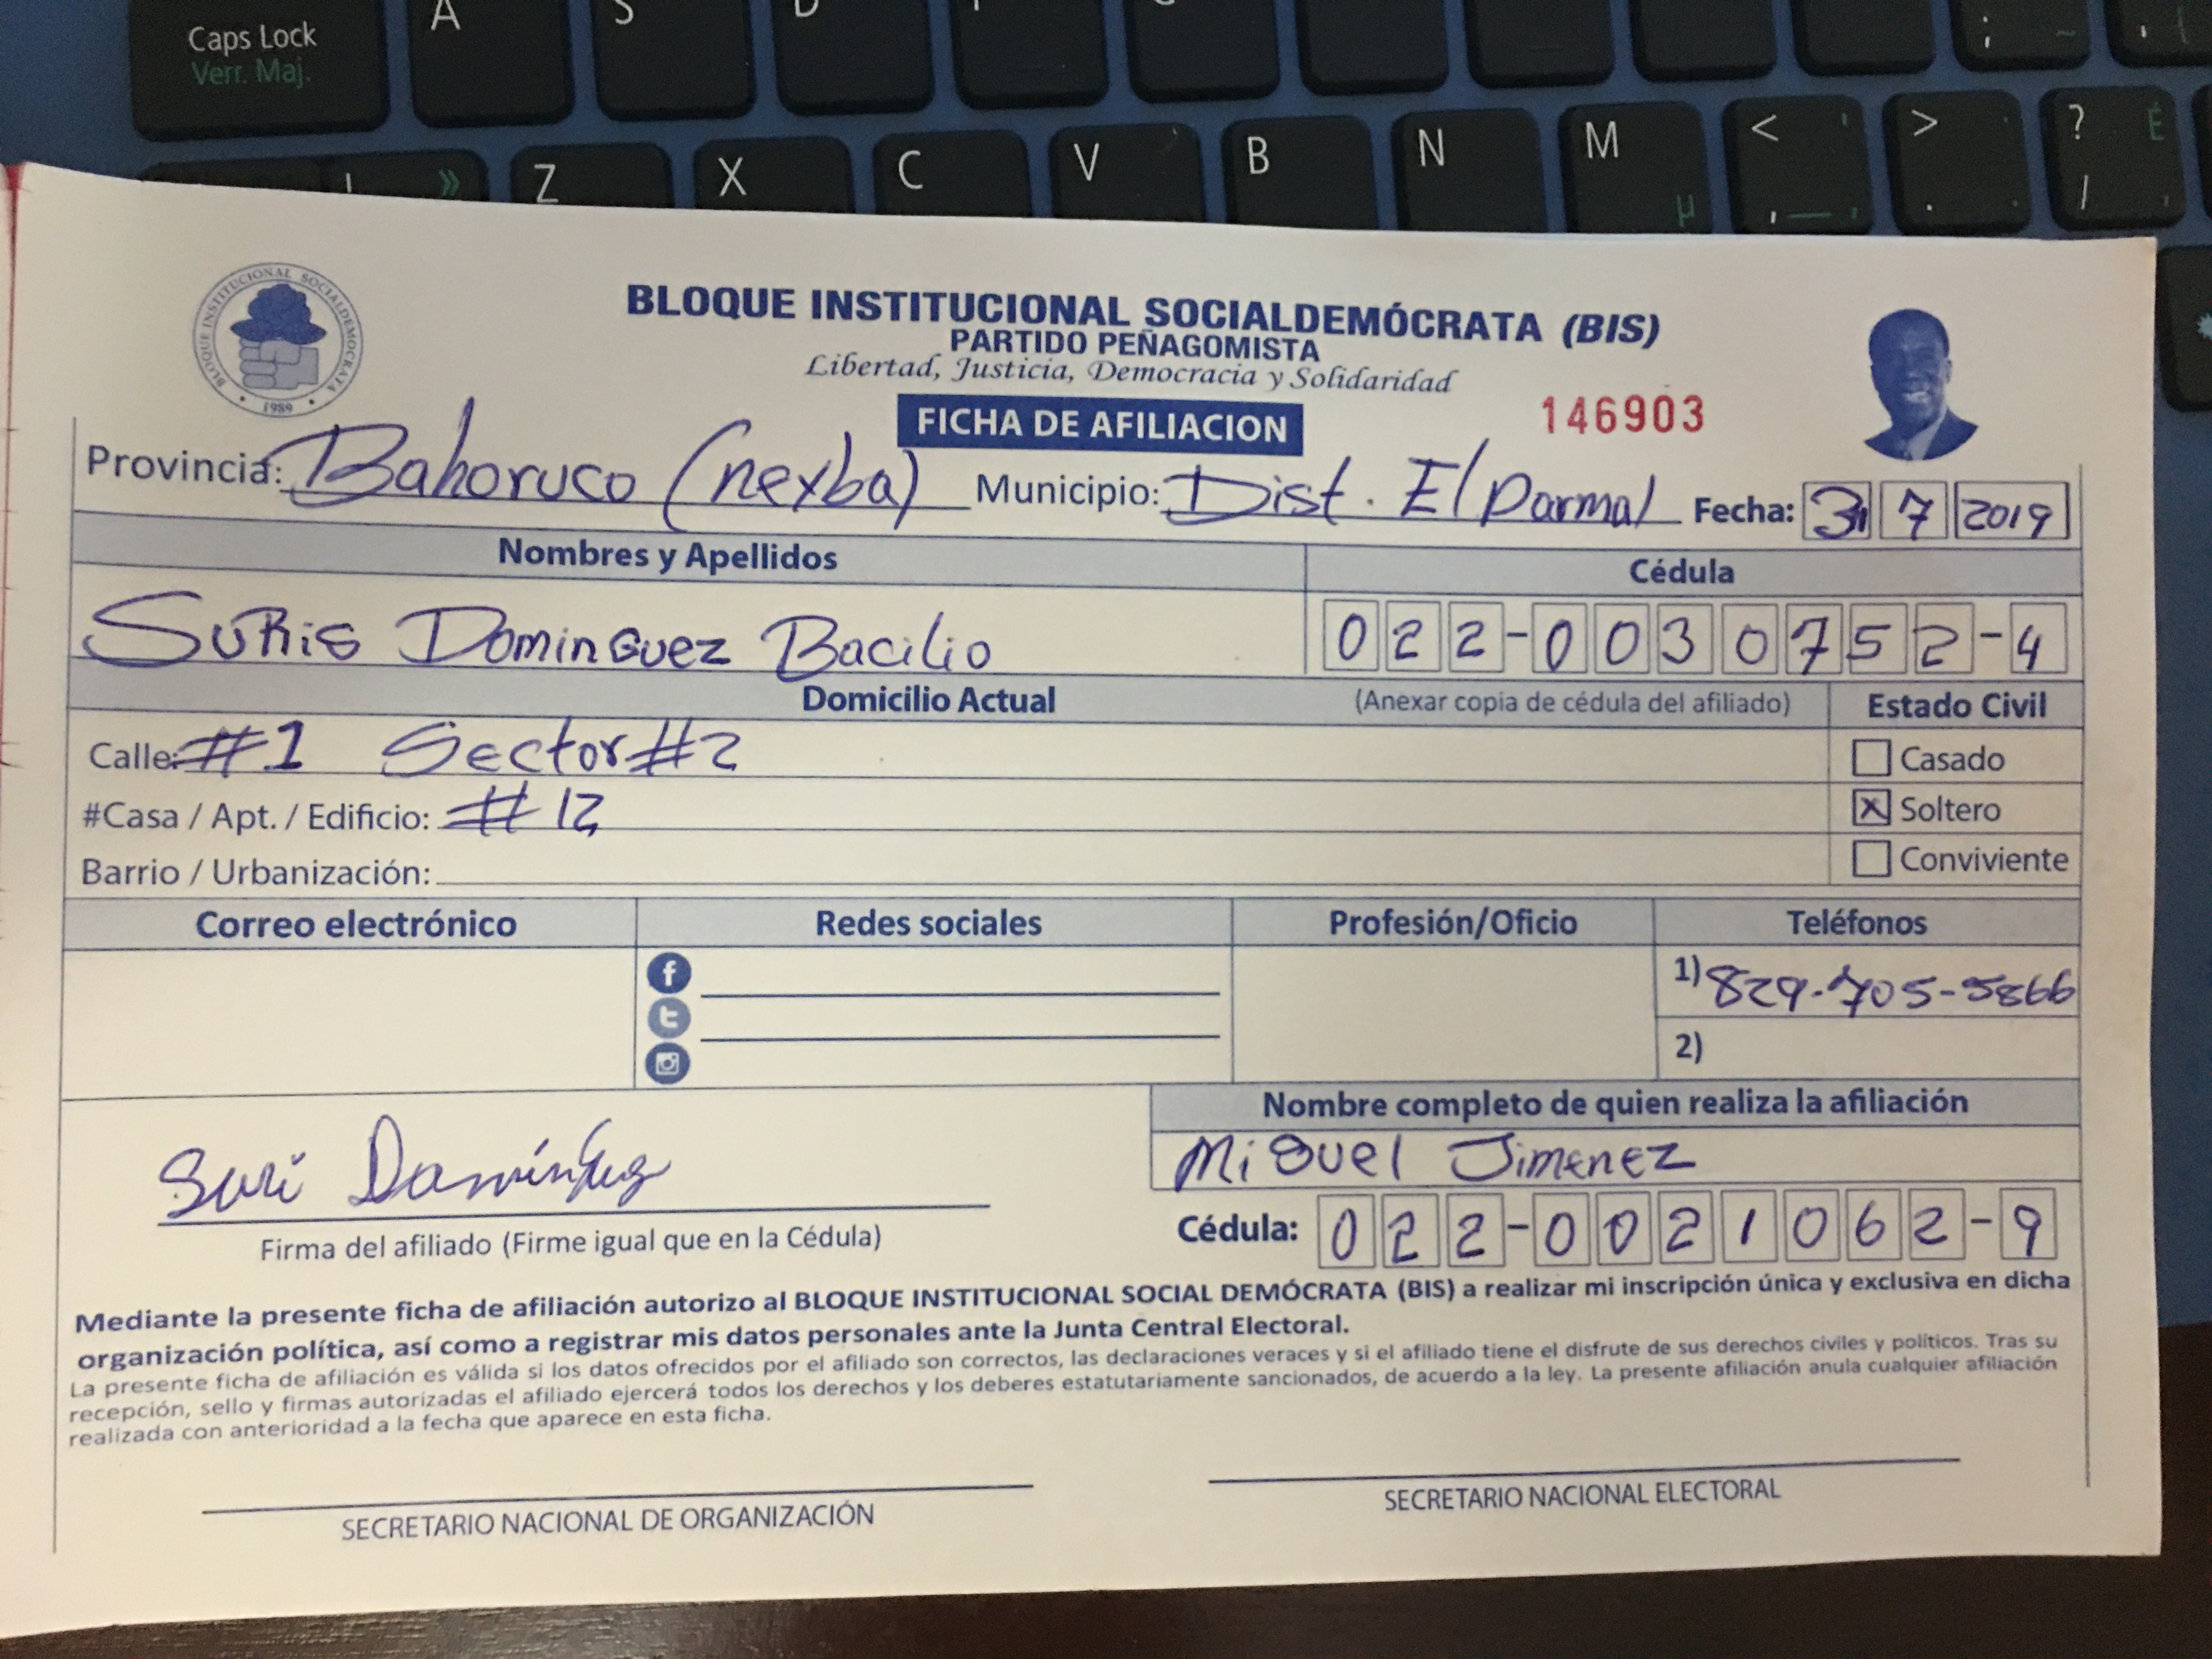 Caps Lock A S D
Verr. Maj.
; ~
» Z X C V B N M µ < > ? É /
BLOQUE INSTITUCIONAL SOCIALDEMOCRATA
1989
BLOQUE INSTITUCIONAL SOCIALDEMÓCRATA (BIS)
PARTIDO PEÑAGOMISTA
Libertad, Justicia, Democracia y Solidaridad
FICHA DE AFILIACION 146903
Provincia: Bahoruco (nexba) Municipio: Dist. El Parmal Fecha: 31 7 2019
Nombres y Apellidos Cédula
SuRis Dominguez Bacilio 022-0030752-4
Domicilio Actual (Anexar copia de cédula del afiliado) Estado Civil
Calle: #1 Sector #2 Casado
#Casa / Apt. / Edificio: # 12 X Soltero
Barrio / Urbanización: Conviviente
Correo electrónico Redes sociales Profesión/Oficio Teléfonos
f 1) 829-705-5866
t 2)
Nombre completo de quien realiza la afiliación
Suri Domínguez Miguel Jimenez
Firma del afiliado (Firme igual que en la Cédula) Cédula: 022-0021062-9
Mediante la presente ficha de afiliación autorizo al BLOQUE INSTITUCIONAL SOCIAL DEMÓCRATA (BIS) a realizar mi inscripción única y exclusiva en dicha
organización política, así como a registrar mis datos personales ante la Junta Central Electoral.
La presente ficha de afiliación es válida si los datos ofrecidos por el afiliado son correctos, las declaraciones veraces y si el afiliado tiene el disfrute de sus derechos civiles y políticos. Tras su
recepción, sello y firmas autorizadas el afiliado ejercerá todos los derechos y los deberes estatutariamente sancionados, de acuerdo a la ley. La presente afiliación anula cualquier afiliación
realizada con anterioridad a la fecha que aparece en esta ficha.
SECRETARIO NACIONAL DE ORGANIZACIÓN SECRETARIO NACIONAL ELECTORAL